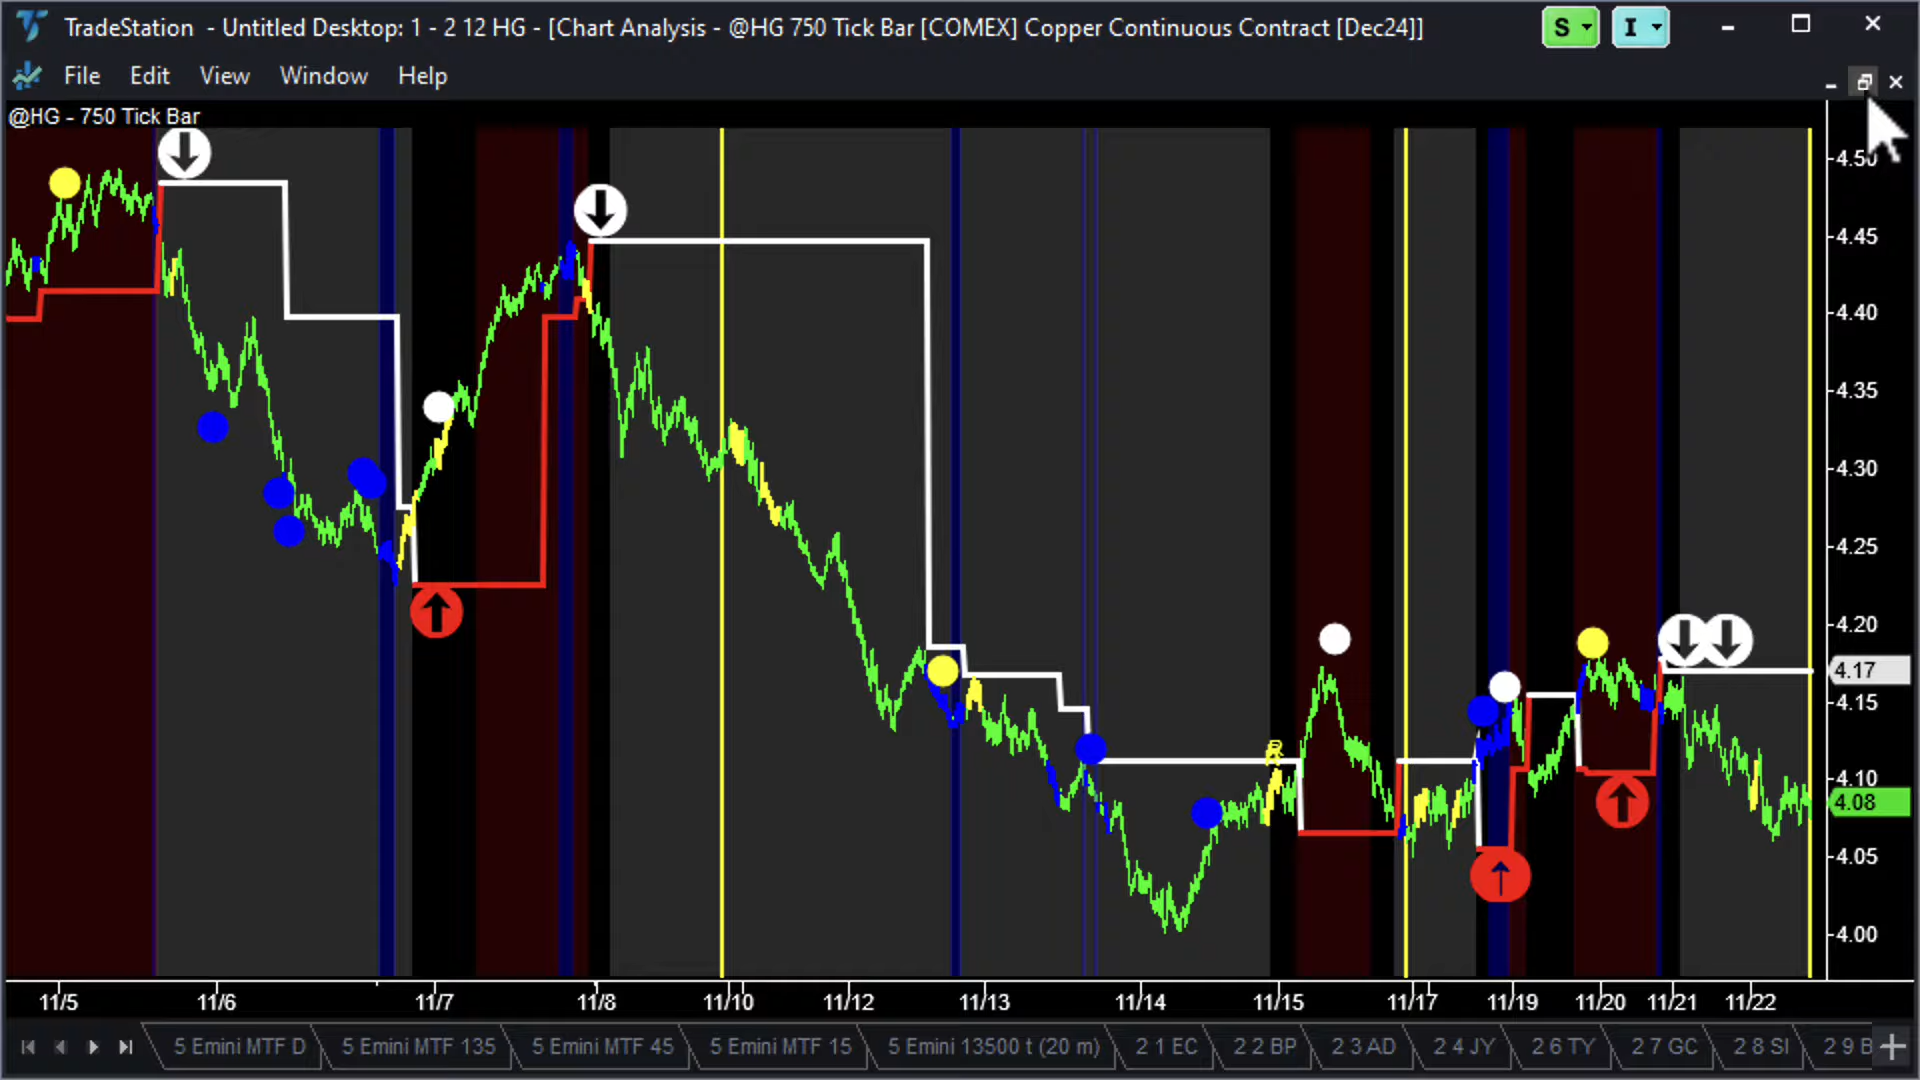 TradeStation - Untitled Desktop: 1 - 2 12 HG - [Chart Analysis - @HG 750 Tick Bar [COMEX] Copper Continuous Contract [Dec24]]
S
I
File Edit View Window Help
@HG - 750 Tick Bar
4.50
4.45
4.40
4.35
4.30
4.25
4.20
4.17
4.15
4.10
4.08
4.05
4.00
R
11/5 11/6 11/7 11/8 11/10 11/12 11/13 11/14 11/15 11/17 11/19 11/20 11/21 11/22
5 Emini MTF D 5 Emini MTF 135 5 Emini MTF 45 5 Emini MTF 15 5 Emini 13500 t (20 m) 2 1 EC 2 2 BP 2 3 AD 2 4 JY 2 6 TY 2 7 GC 2 8 SI 2 9 B